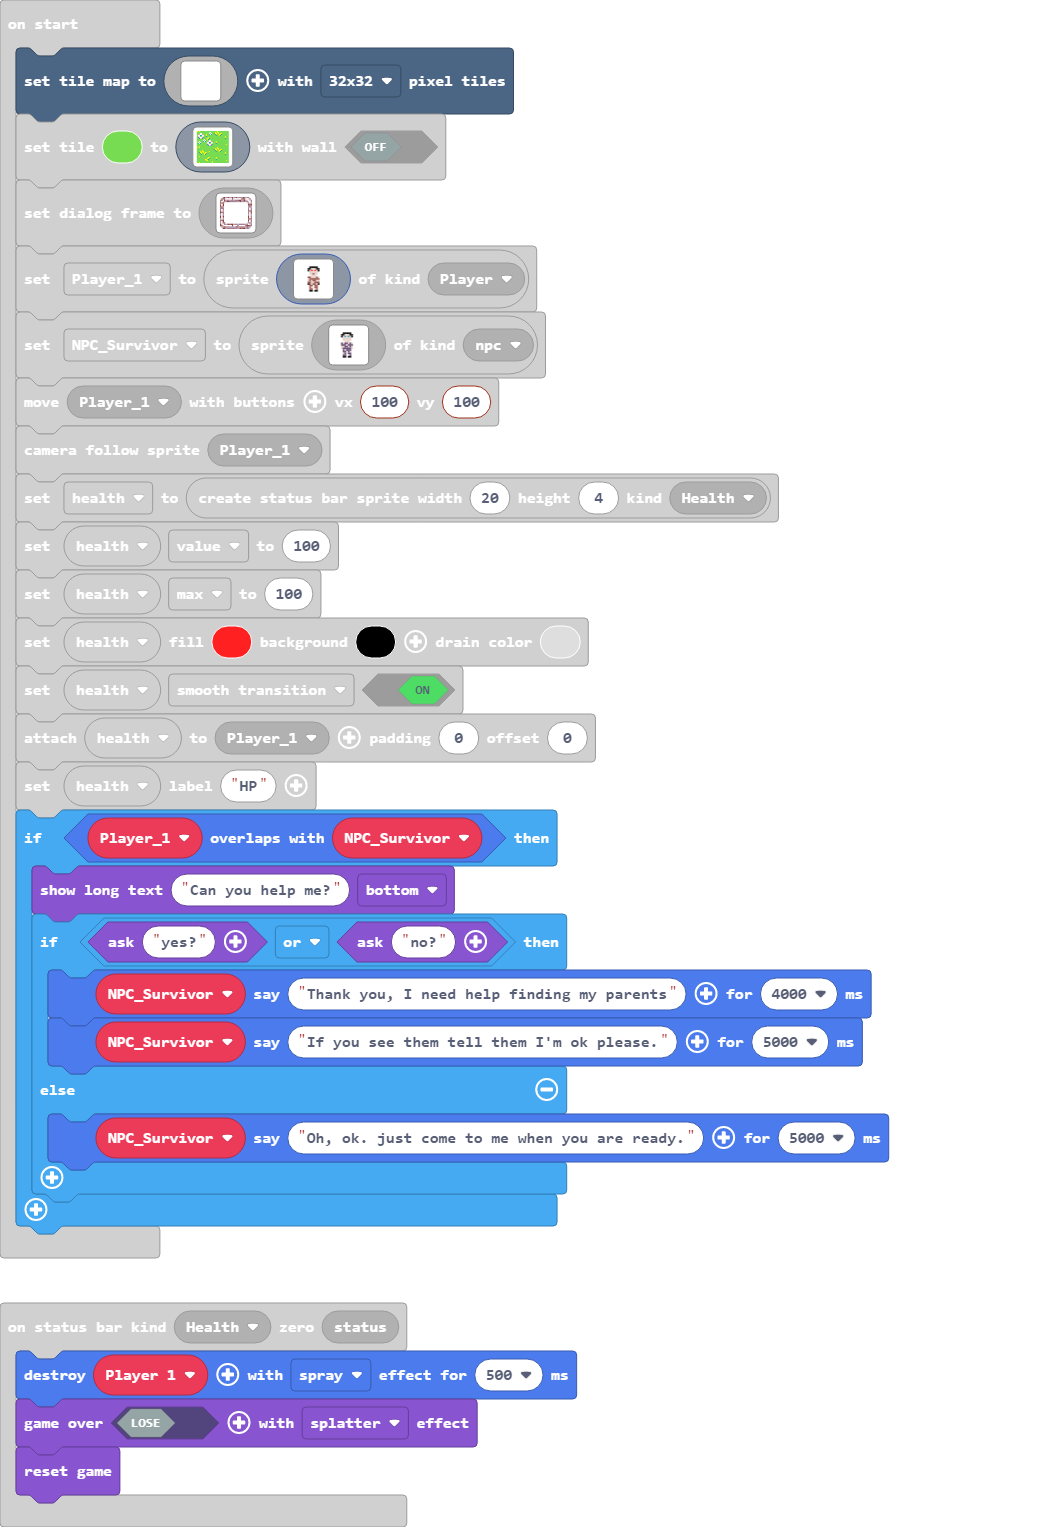 on start
set tile map to with 32x32 pixel tiles
set tile to with wall OFF
set dialog frame to
set Player_1 to sprite of kind Player
set NPC_Survivor to sprite of kind npc
move Player_1 with buttons vx 100 vy 100
camera follow sprite Player_1
set health to create status bar sprite width 20 height 4 kind Health
set health value to 100
set health max to 100
set health fill background drain color
set health smooth transition ON
attach health to Player_1 padding 0 offset 0
set health label "HP"
if Player_1 overlaps with NPC_Survivor then
show long text "Can you help me?" bottom
if ask "yes?" or ask "no?" then
NPC_Survivor say "Thank you, I need help finding my parents" for 4000 ms
NPC_Survivor say "If you see them tell them I'm ok please." for 5000 ms
else
NPC_Survivor say "Oh, ok. just come to me when you are ready." for 5000 ms
on status bar kind Health zero status
destroy Player 1 with spray effect for 500 ms
game over LOSE with splatter effect
reset game